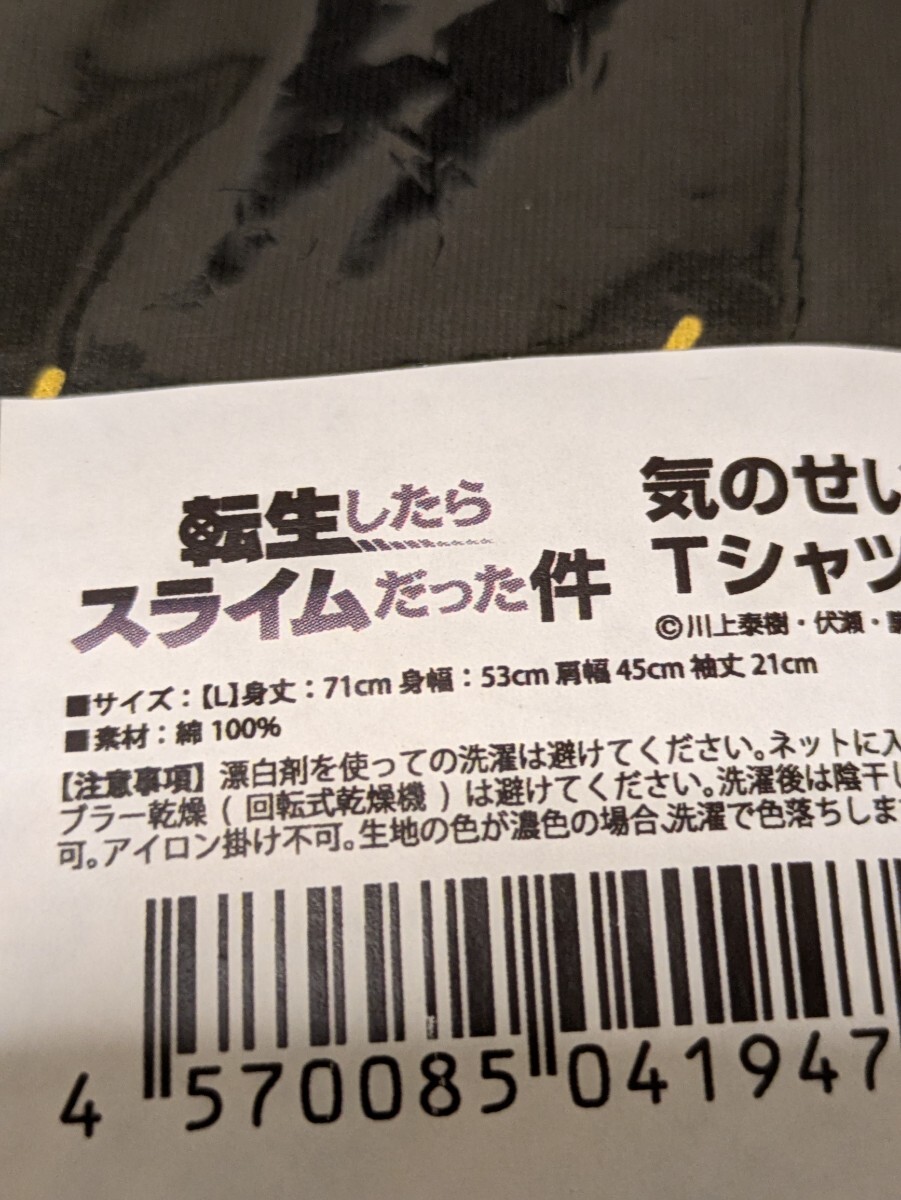 転生したら
スライムだった件
気のせい
Tシャツ
©川上泰樹・伏瀬・
■サイズ：【L】身丈：71cm 身幅：53cm 肩幅 45cm 袖丈 21cm
■素材：綿 100%
【注意事項】漂白剤を使っての洗濯は避けてください。ネットに入
ブラー乾燥 ( 回転式乾燥機 ) は避けてください。洗濯後は陰干し
可。アイロン掛け不可。生地の色が濃色の場合、洗濯で色落ちしま
4 570085 041947